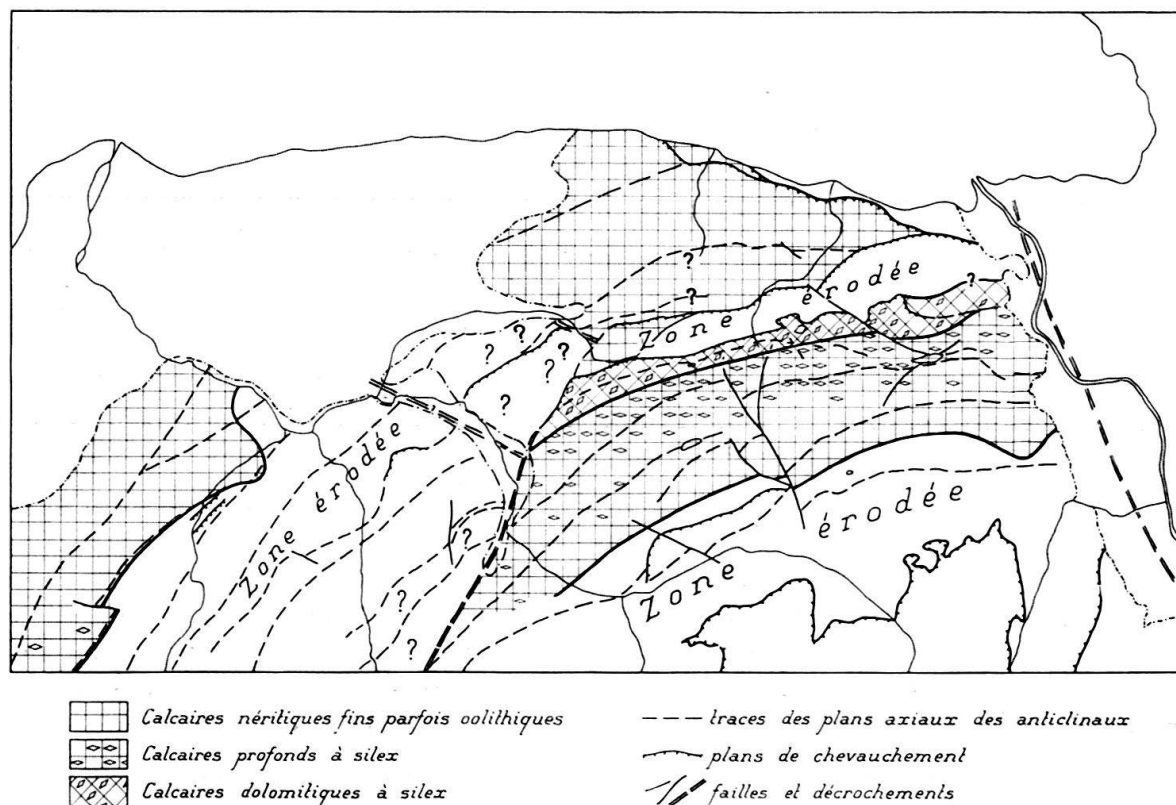 Zone érodée
Zone érodée
Zone érodée
?
?
?
?
?
?
?
?
?
?
?
?
Calcaires néritiques fins parfois oolithiques
Calcaires profonds à silex
Calcaires dolomitiques à silex
traces des plans axiaux des anticlinaux
plans de chevauchement
failles et décrochements